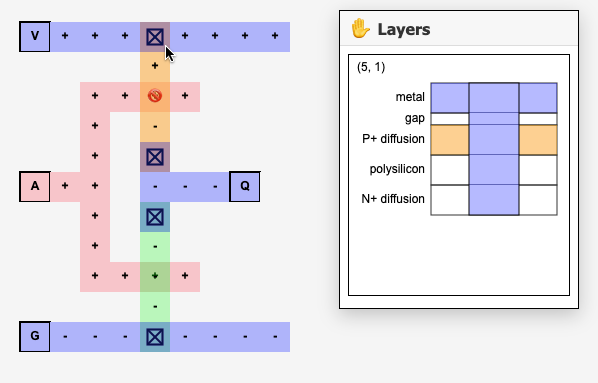 V + + + + + + +
Layers
(5, 1)
metal
gap
P+ diffusion
polysilicon
N+ diffusion
+
+ + +
+ -
+
A + + - - - Q
+
+ -
+ + + +
-
G - - - - - - -